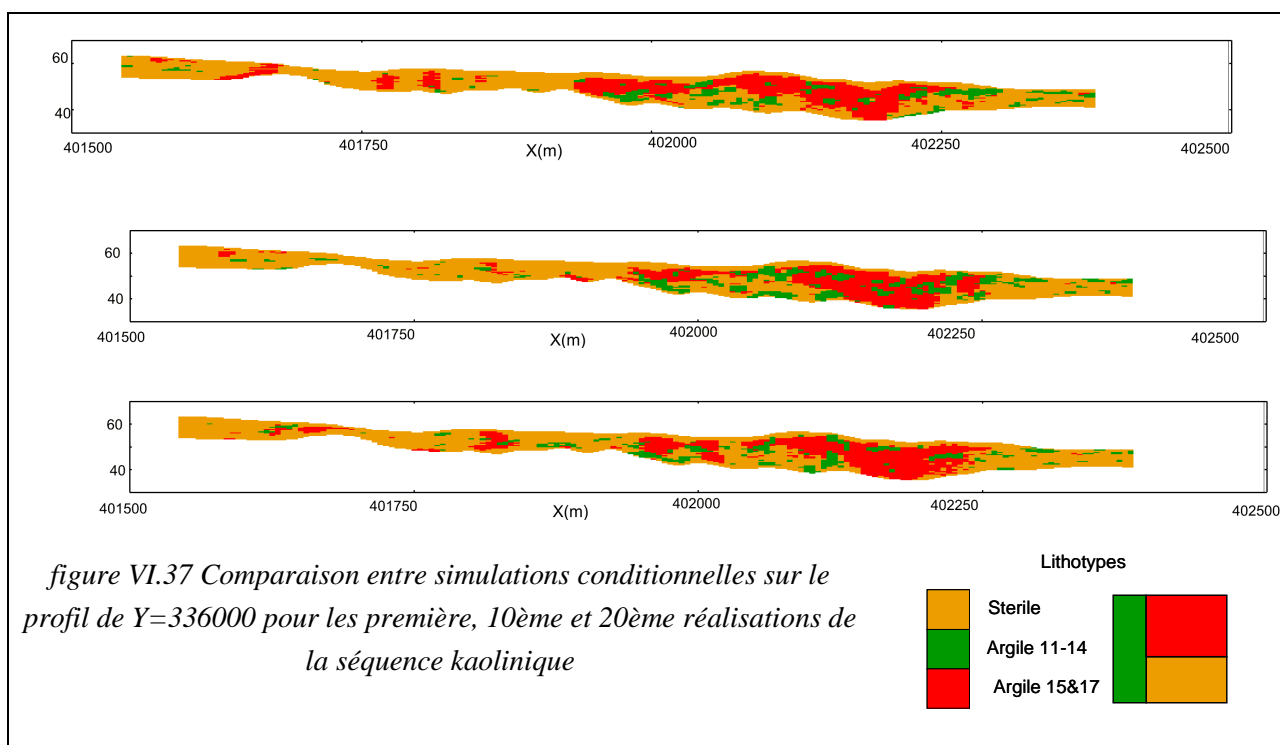 60
40
401500 401750 402000 402250 402500
X(m)
60
40
401500 401750 402000 402250 402500
X(m)
60
40
401500 401750 402000 402250 402500
X(m)
figure VI.37 Comparaison entre simulations conditionnelles sur le
profil de Y=336000 pour les première, 10ème et 20ème réalisations de
la séquence kaolinique
Lithotypes
Sterile
Argile 11-14
Argile 15&17